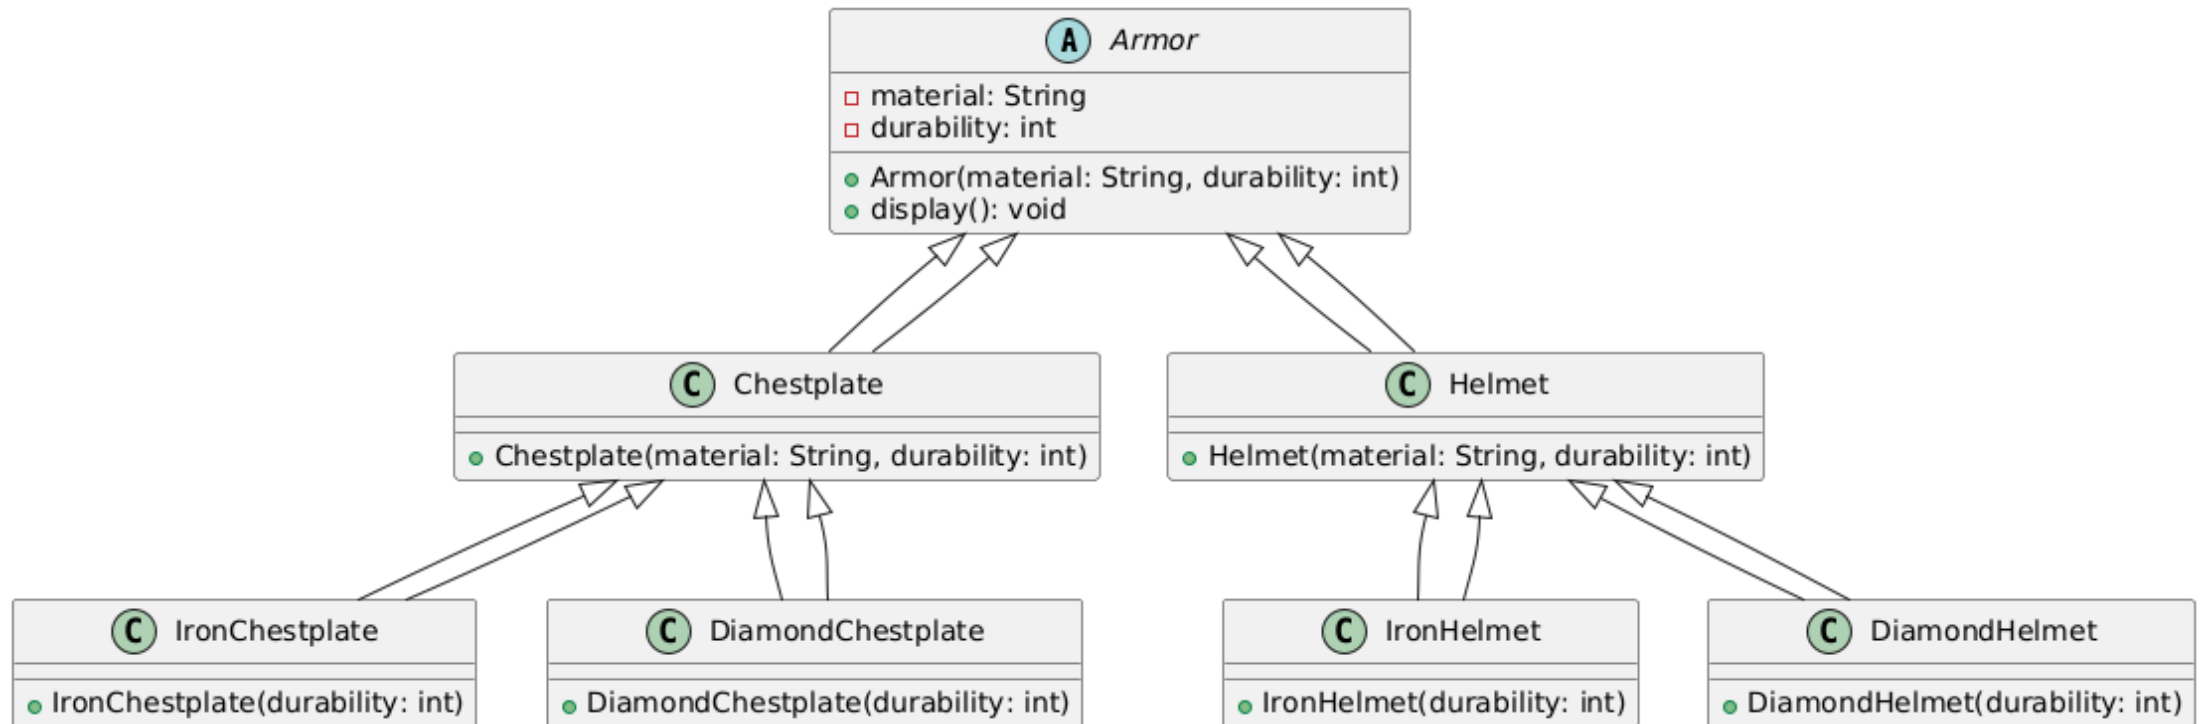 A Armor
material: String
durability: int
Armor(material: String, durability: int)
display(): void
C Chestplate
Chestplate(material: String, durability: int)
C Helmet
Helmet(material: String, durability: int)
C IronChestplate
IronChestplate(durability: int)
C DiamondChestplate
DiamondChestplate(durability: int)
C IronHelmet
IronHelmet(durability: int)
C DiamondHelmet
DiamondHelmet(durability: int)